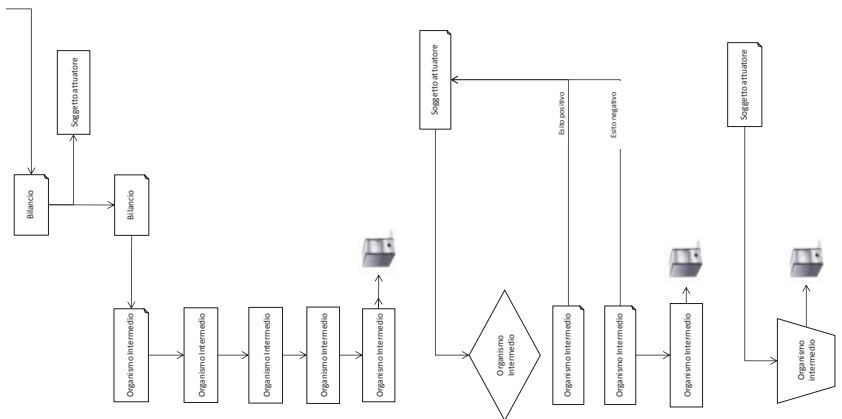 Soggetto attuatore
Bilancio
Bilancio
Organismo Intermedio
Organismo Intermedio
Organismo Intermedio
Organismo Intermedio
Organismo Intermedio
Soggetto attuatore
Esito positivo
Esito negativo
Organismo
Intermedio
Organismo Intermedio
Organismo Intermedio
Organismo Intermedio
Soggetto attuatore
Organismo
intermedio